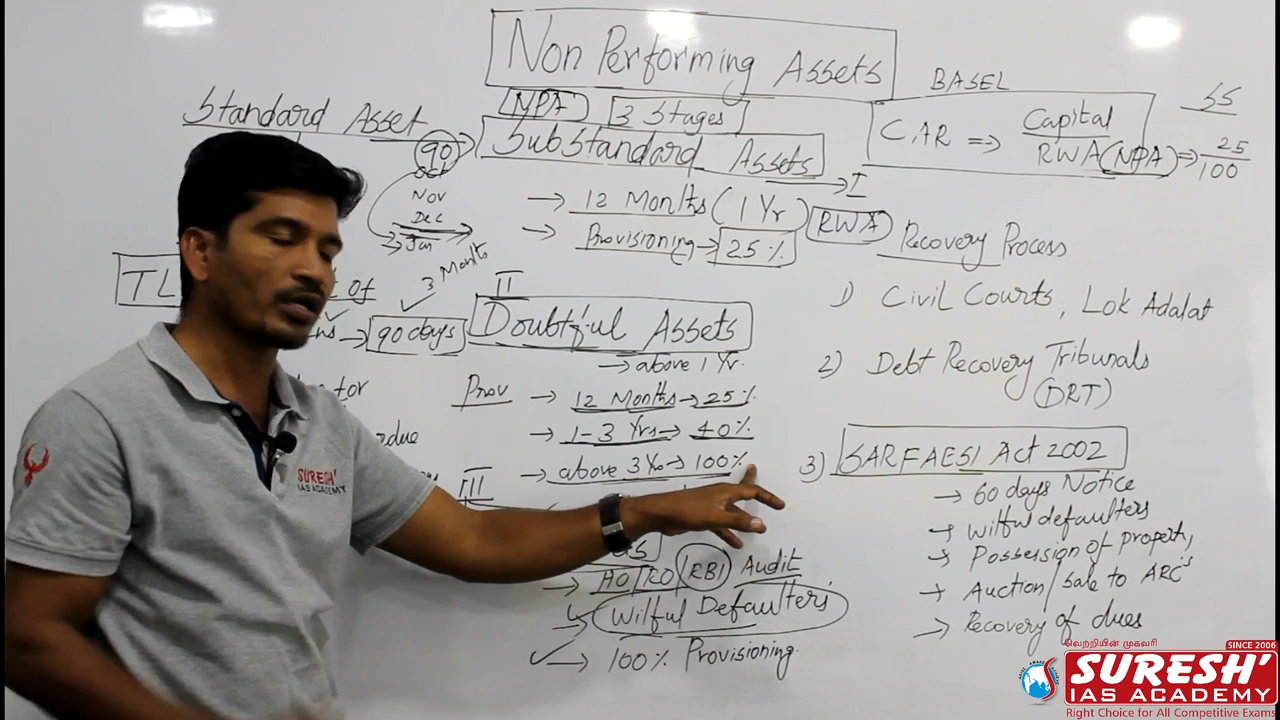 Non Performing Assets
NPA 3 Stages
Standard Asset
90
Substandard Assets
→ I
Oct
Nov
Dec
Jan
3 Months
→ 12 Months (1 Yr)
→ Provisioning → 25%
RWA
BASEL
CAR => Capital
RWA (NPA) => 25
100
55
TL
of
→ 90 days
II
Doubtful Assets
→ above 1 Yr.
Prov → 12 Months → 25%
→ 1-3 Yrs → 40%
III → above 3 Yrs → 100%
→ HO/RO/RBI Audit
Wilful Defaulters
→ 100% Provisioning
Recovery Process
1) Civil Courts, Lok Adalat
2) Debt Recovery Tribunals
(DRT)
3) SARFAESI Act 2002
→ 60 days Notice
→ Wilful defaulters
→ Possession of property,
→ Auction/Sale to ARC's
→ Recovery of dues
SURESH'
IAS ACADEMY
வெற்றியின் முகவரி
SINCE 2006
SURESH'
IAS ACADEMY
Right Choice for All Competitive Exams